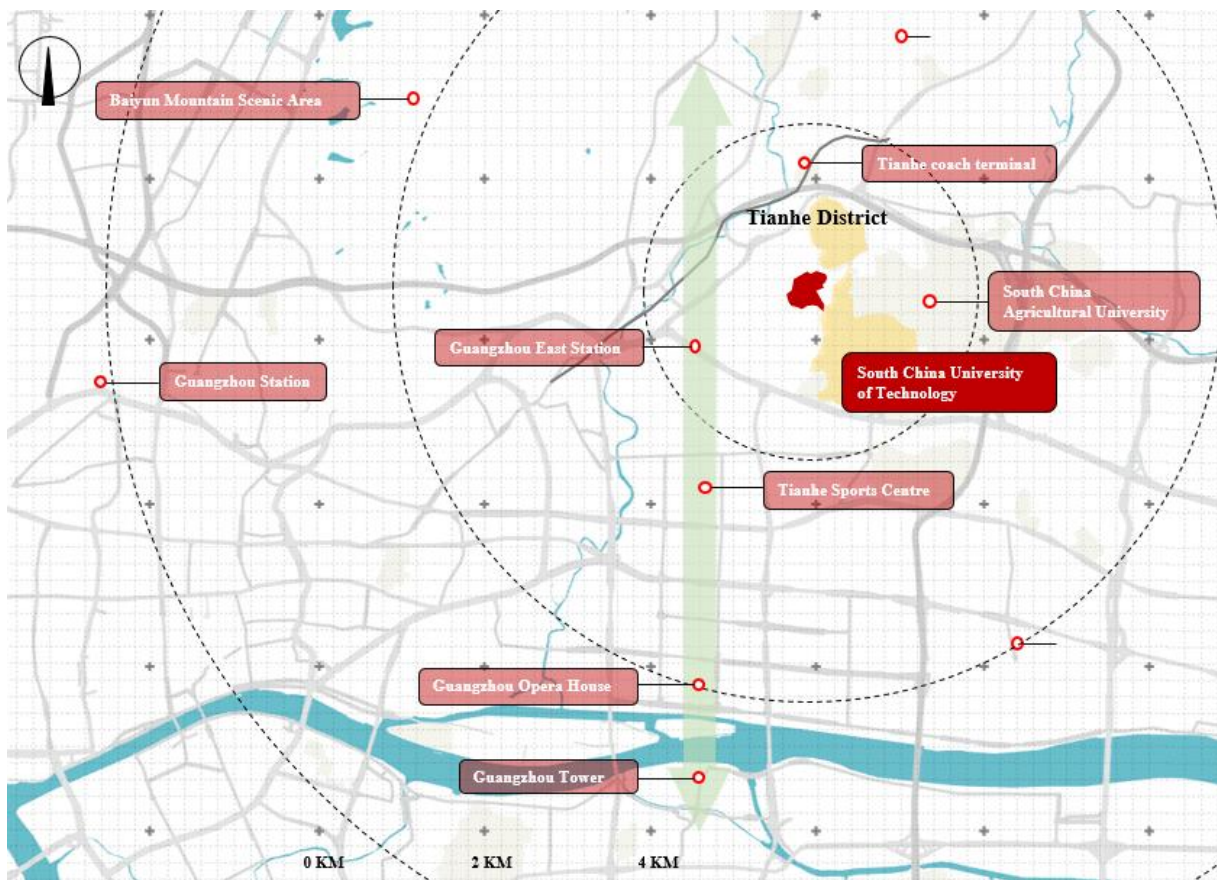 Baiyun Mountain Scenic Area
Tianhe coach terminal
Tianhe District
South China
Agricultural University
Guangzhou East Station
South China University
of Technology
Guangzhou Station
Tianhe Sports Centre
Guangzhou Opera House
Guangzhou Tower
0 KM
2 KM
4 KM